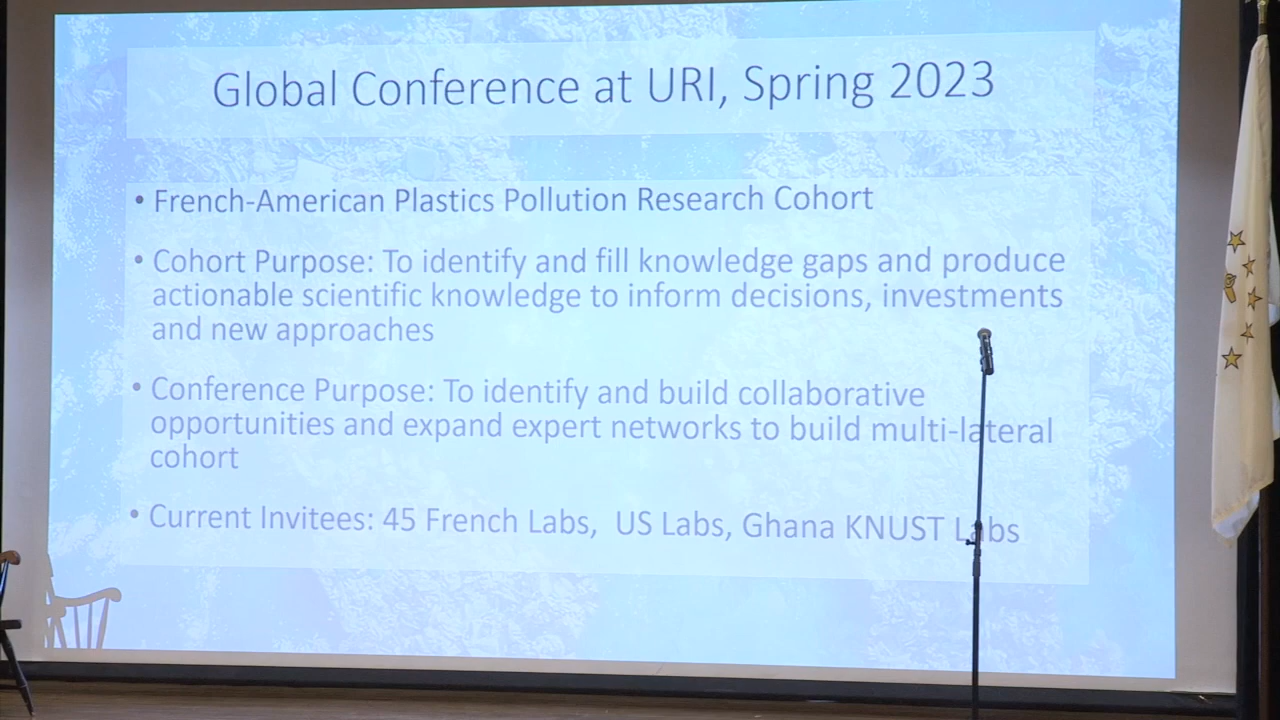 Global Conference at URI, Spring 2023
• French-American Plastics Pollution Research Cohort
• Cohort Purpose: To identify and fill knowledge gaps and produce
actionable scientific knowledge to inform decisions, investments
and new approaches
• Conference Purpose: To identify and build collaborative
opportunities and expand expert networks to build multi-lateral
cohort
• Current Invitees: 45 French Labs,  US Labs, Ghana KNUST Labs